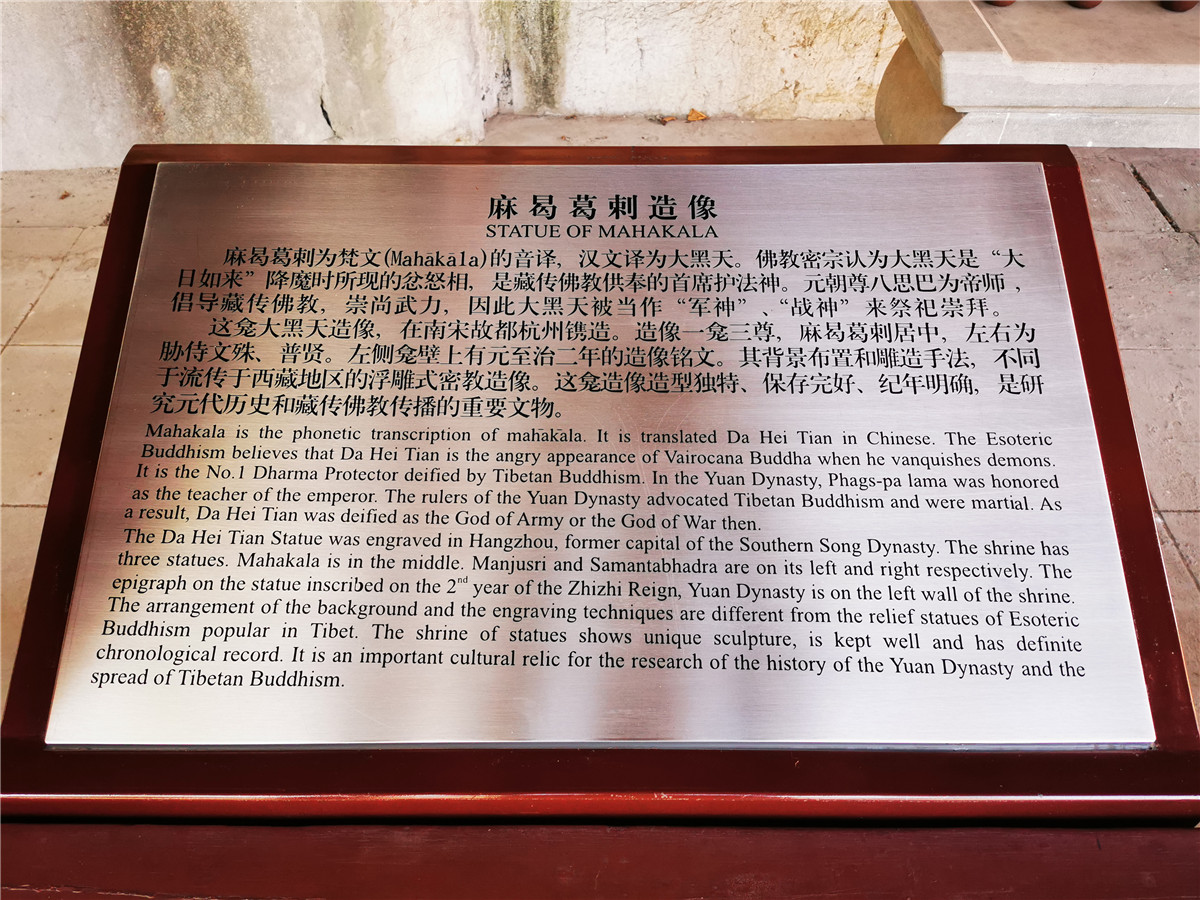 麻曷葛剌造像
STATUE OF MAHAKALA
麻曷葛剌为梵文(Mahākāla)的音译，汉文译为大黑天。佛教密宗认为大黑天是“大
日如来”降魔时所现的忿怒相，是藏传佛教供奉的首席护法神。元朝尊八思巴为帝师，
倡导藏传佛教，崇尚武力，因此大黑天被当作“军神”、“战神”来祭祀崇拜。
这龛大黑天造像，在南宋故都杭州镌造。造像一龛三尊，麻曷葛剌居中，左右为
胁侍文殊、普贤。左侧龛壁上有元至治二年的造像铭文。其背景布置和雕造手法，不同
于流传于西藏地区的浮雕式密教造像。这龛造像造型独特、保存完好、纪年明确，是研
究元代历史和藏传佛教传播的重要文物。
Mahakala is the phonetic transcription of mahākāla. It is translated Da Hei Tian in Chinese. The Esoteric
Buddhism believes that Da Hei Tian is the angry appearance of Vairocana Buddha when he vanquishes demons.
It is the No.1 Dharma Protector deified by Tibetan Buddhism. In the Yuan Dynasty, Phags-pa lama was honored
as the teacher of the emperor. The rulers of the Yuan Dynasty advocated Tibetan Buddhism and were martial. As
a result, Da Hei Tian was deified as the God of Army or the God of War then.
The Da Hei Tian Statue was engraved in Hangzhou, former capital of the Southern Song Dynasty. The shrine has
three statues. Mahakala is in the middle. Manjusri and Samantabhadra are on its left and right respectively. The
epigraph on the statue inscribed on the 2nd year of the Zhizhi Reign, Yuan Dynasty is on the left wall of the shrine.
The arrangement of the background and the engraving techniques are different from the relief statues of Esoteric
Buddhism popular in Tibet. The shrine of statues shows unique sculpture, is kept well and has definite
chronological record. It is an important cultural relic for the research of the history of the Yuan Dynasty and the
spread of Tibetan Buddhism.